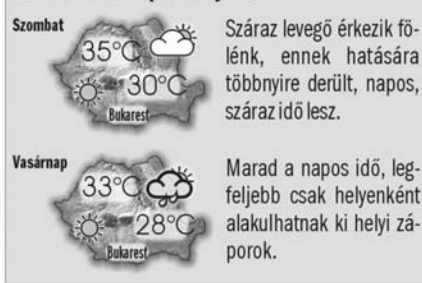 Szombat
35°C
30°C
Bukarest
Száraz levegő érkezik fö-
lénk, ennek hatására
többnyire derült, napos,
száraz idő lesz.
Vasárnap
33°C
28°C
Bukarest
Marad a napos idő, leg-
feljebb csak helyenként
alakulhatnak ki helyi zá-
porok.